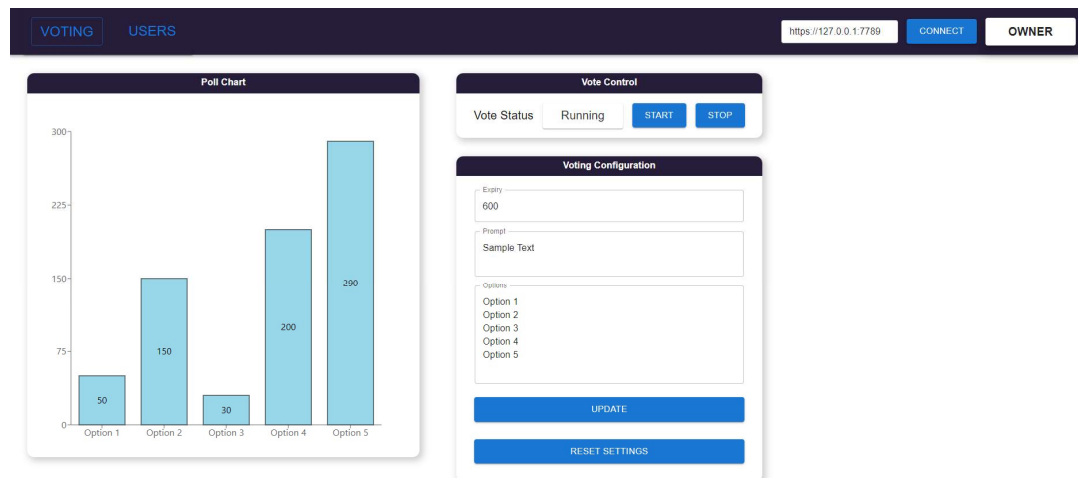 VOTING USERS https://127.0.0.1:7789 CONNECT OWNER
Poll Chart
300
225
150
75
0
50
150
30
200
290
Option 1 Option 2 Option 3 Option 4 Option 5
Vote Control
Vote Status Running START STOP
Voting Configuration
Expiry
600
Prompt
Sample Text
Options
Option 1
Option 2
Option 3
Option 4
Option 5
UPDATE
RESET SETTINGS